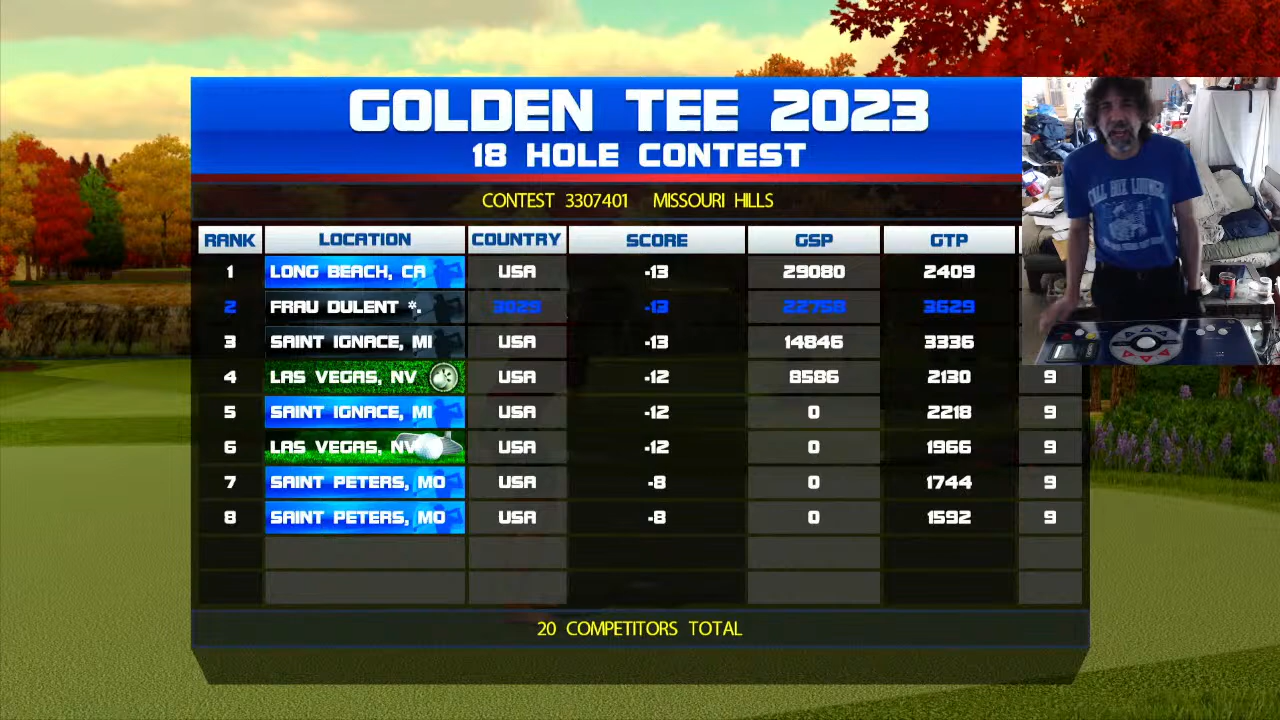 GOLDEN TEE 2023
18 HOLE CONTEST
CONTEST 3307401 MISSOURI HILLS
RANK LOCATION COUNTRY SCORE GSP GTP
1 LONG BEACH, CA USA -13 29080 2409
2 FRAU DULENT *. 3029 -13 22758 3629
3 SAINT IGNACE, MI USA -13 14846 3336
4 LAS VEGAS, NV USA -12 8586 2130 9
5 SAINT IGNACE, MI USA -12 0 2218 9
6 LAS VEGAS, NV USA -12 0 1966 9
7 SAINT PETERS, MO USA -8 0 1744 9
8 SAINT PETERS, MO USA -8 0 1592 9
20 COMPETITORS TOTAL
CALL BOX LOUNGE